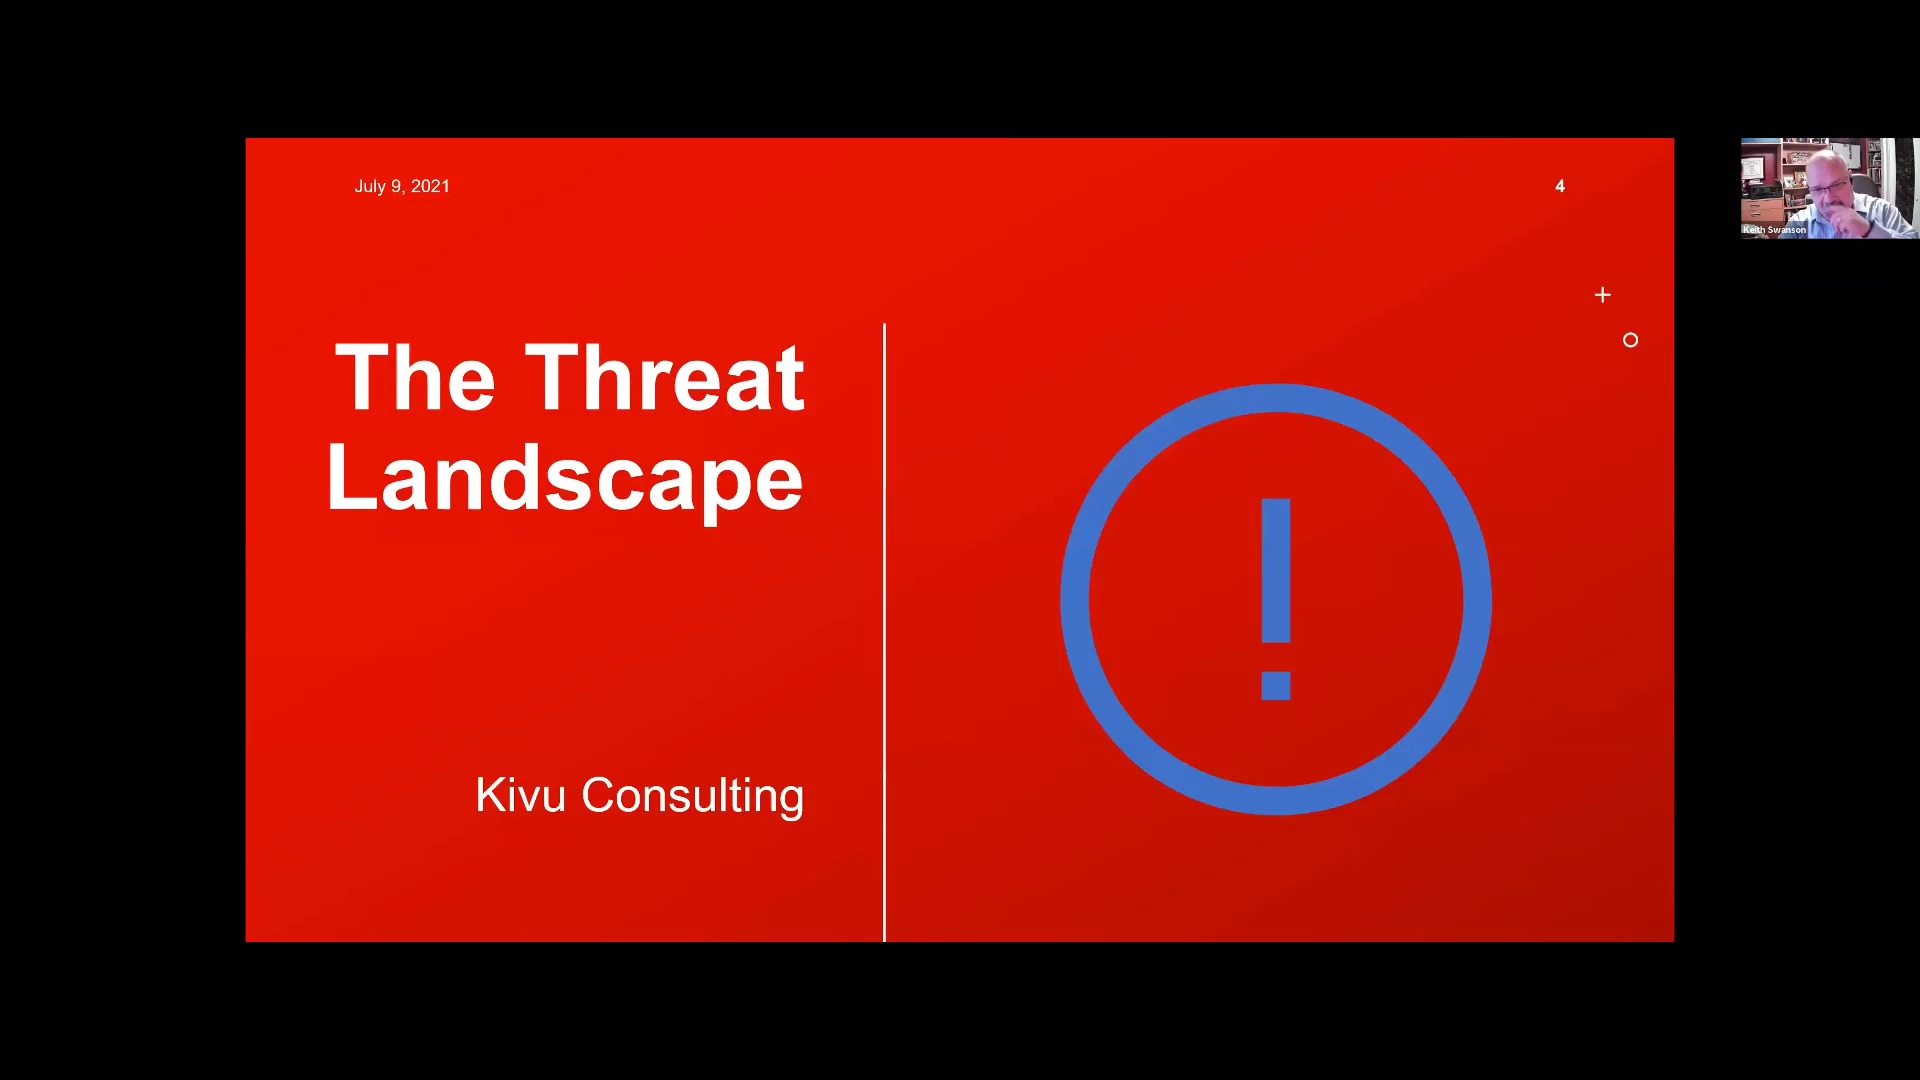 July 9, 2021
4
The Threat
Landscape
Kivu Consulting
Keith Swanson